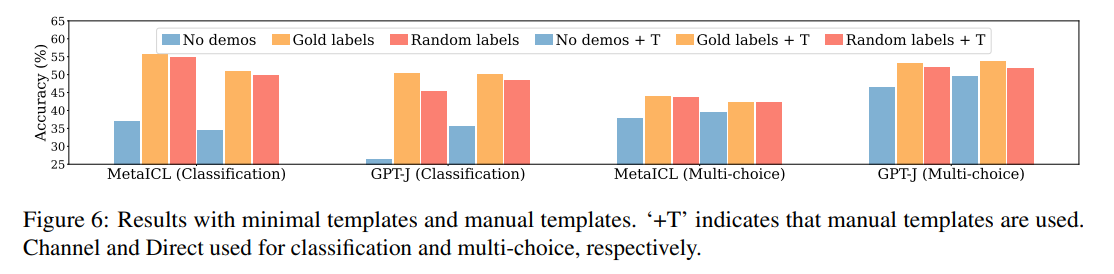 65
60
55
50
45
40
35
30
25
Accuracy (%)
No demos Gold labels Random labels No demos + T Gold labels + T Random labels + T
MetaICL (Classification) GPT-J (Classification) MetaICL (Multi-choice) GPT-J (Multi-choice)
Figure 6: Results with minimal templates and manual templates. ‘+T’ indicates that manual templates are used.
Channel and Direct used for classification and multi-choice, respectively.